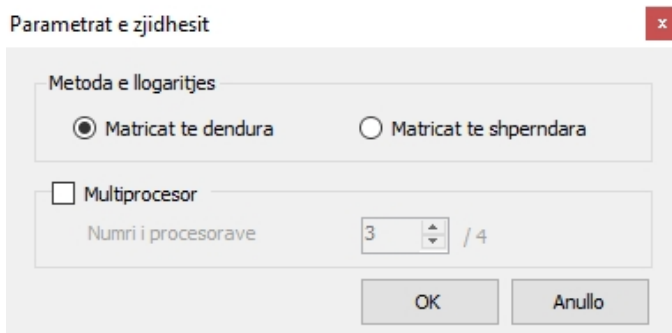 Parametrat e zjidhesit
x
Metoda e llogaritjes
Matricat te dendura Matricat te shperndara
Multiprocesor
Numri i procesorave 3 / 4
OK Anullo